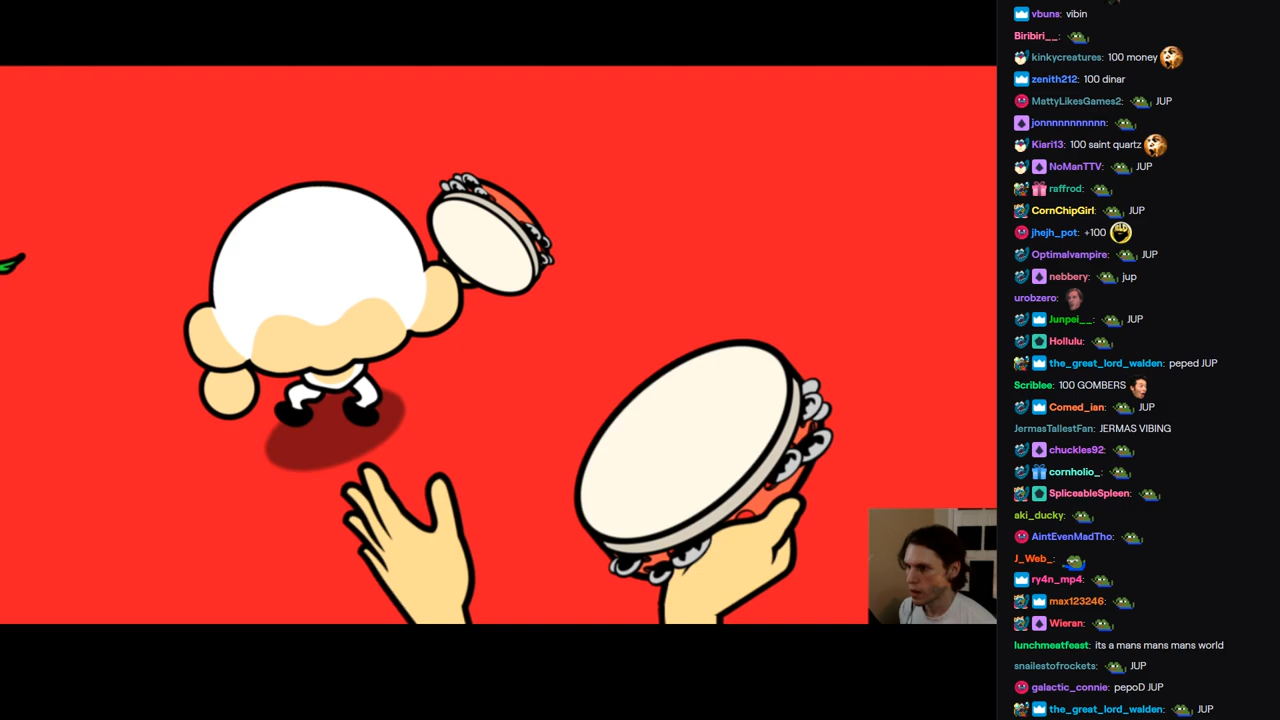 vbuns: vibin
Biribiri__:
kinkycreatures: 100 money
zenith212: 100 dinar
MattyLikesGames2: JUP
jonnnnnnnnnnn:
Kiari13: 100 saint quartz
NoManTTV: JUP
raffrod:
CornChipGirl: JUP
jhejh_pot: +100
Optimalvampire: JUP
nebbery: jup
urobzero:
Junpei__: JUP
Hollulu:
the_great_lord_walden: peped JUP
Scriblee: 100 GOMBERS
Comed_ian: JUP
JermasTallestFan: JERMAS VIBING
chuckles92:
cornholio_:
SpliceableSpleen:
aki_ducky:
AintEvenMadTho:
J_Web_:
ry4n_mp4:
max123246:
Wieran:
lunchmeatfeast: its a mans mans mans world
snailestofrockets: JUP
galactic_connie: pepoD JUP
the_great_lord_walden: JUP